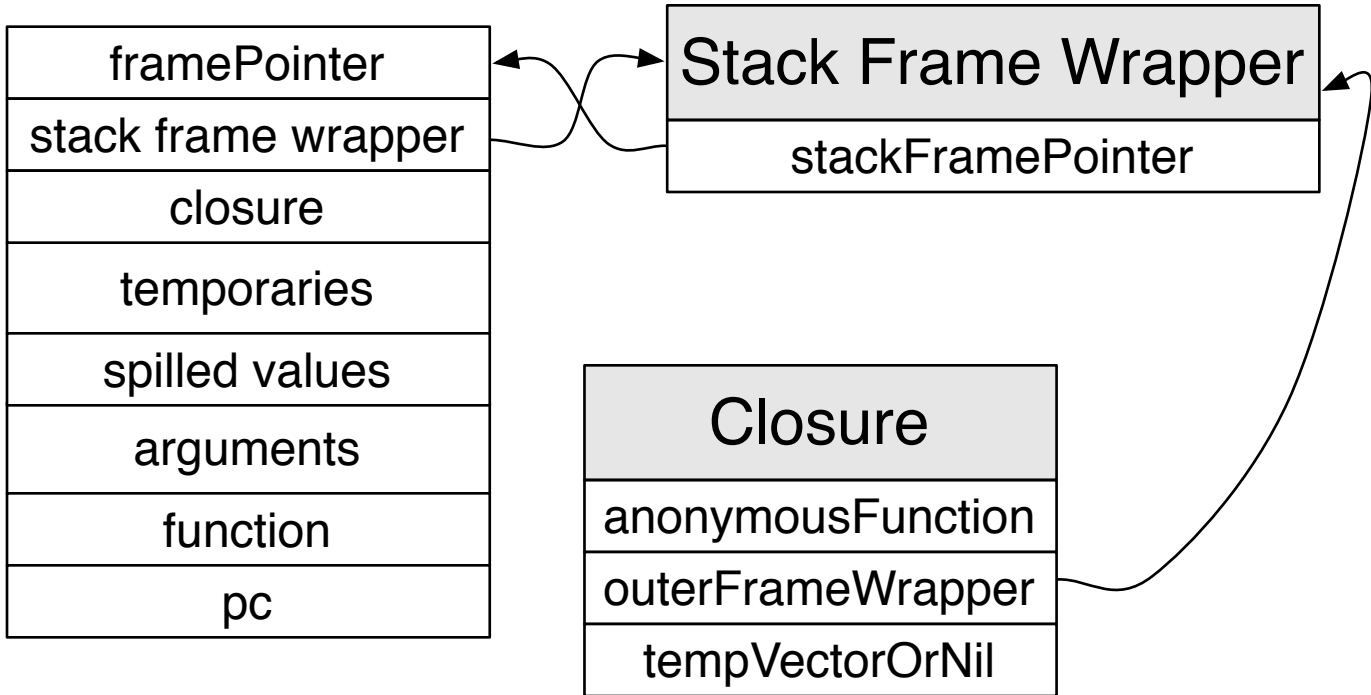 framePointer
stack frame wrapper
closure
temporaries
spilled values
arguments
function
pc
Stack Frame Wrapper
stackFramePointer
Closure
anonymousFunction
outerFrameWrapper
tempVectorOrNil